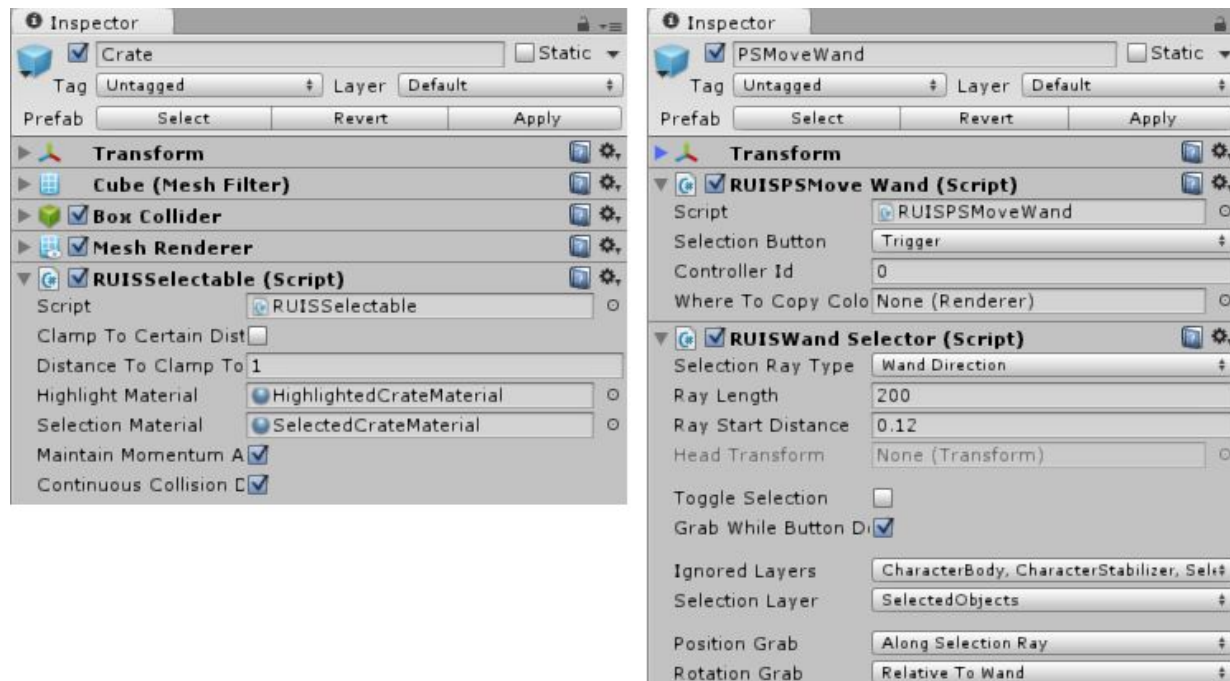 Inspector
Crate Static
Tag Untagged Layer Default
Prefab Select Revert Apply
Transform
Cube (Mesh Filter)
Box Collider
Mesh Renderer
RUISSelectable (Script)
Script RUISSelectable
Clamp To Certain Dist
Distance To Clamp To 1
Highlight Material HighlightedCrateMaterial
Selection Material SelectedCrateMaterial
Maintain Momentum A
Continuous Collision D
Inspector
PSMoveWand Static
Tag Untagged Layer Default
Prefab Select Revert Apply
Transform
RUISPSMove Wand (Script)
Script RUISPSMoveWand
Selection Button Trigger
Controller Id 0
Where To Copy Colo None (Renderer)
RUISWand Selector (Script)
Selection Ray Type Wand Direction
Ray Length 200
Ray Start Distance 0.12
Head Transform None (Transform)
Toggle Selection
Grab While Button D
Ignored Layers CharacterBody, CharacterStabilizer, Sele
Selection Layer SelectedObjects
Position Grab Along Selection Ray
Rotation Grab Relative To Wand